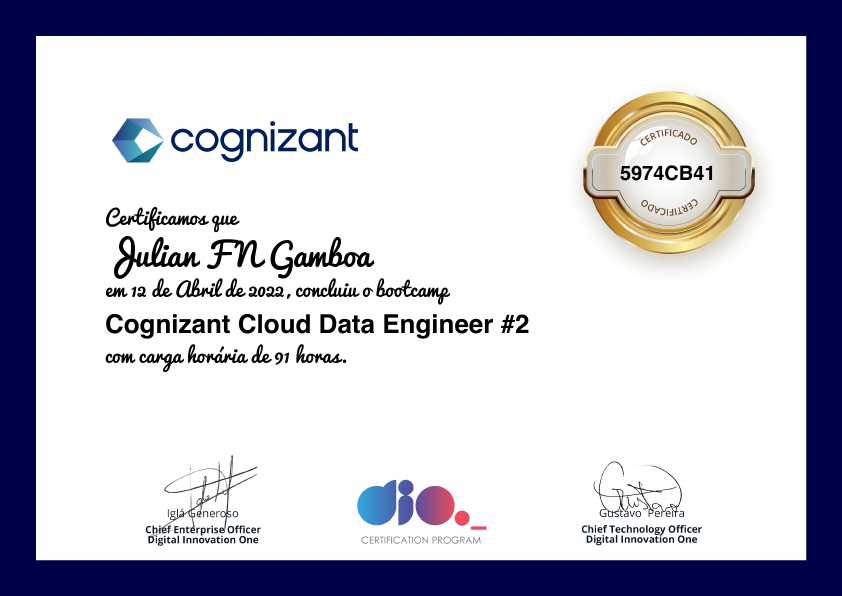 cognizant
CERTIFICADO
5974CB41
CERTIFICADO
Certificamos que
Julian FN Gamboa
em 12 de Abril de 2022, concluiu o bootcamp
Cognizant Cloud Data Engineer #2
com carga horária de 91 horas.
Iglá Generoso
Chief Enterprise Officer
Digital Innovation One
dio._
CERTIFICATION PROGRAM
Gustavo Pereira
Chief Technology Officer
Digital Innovation One